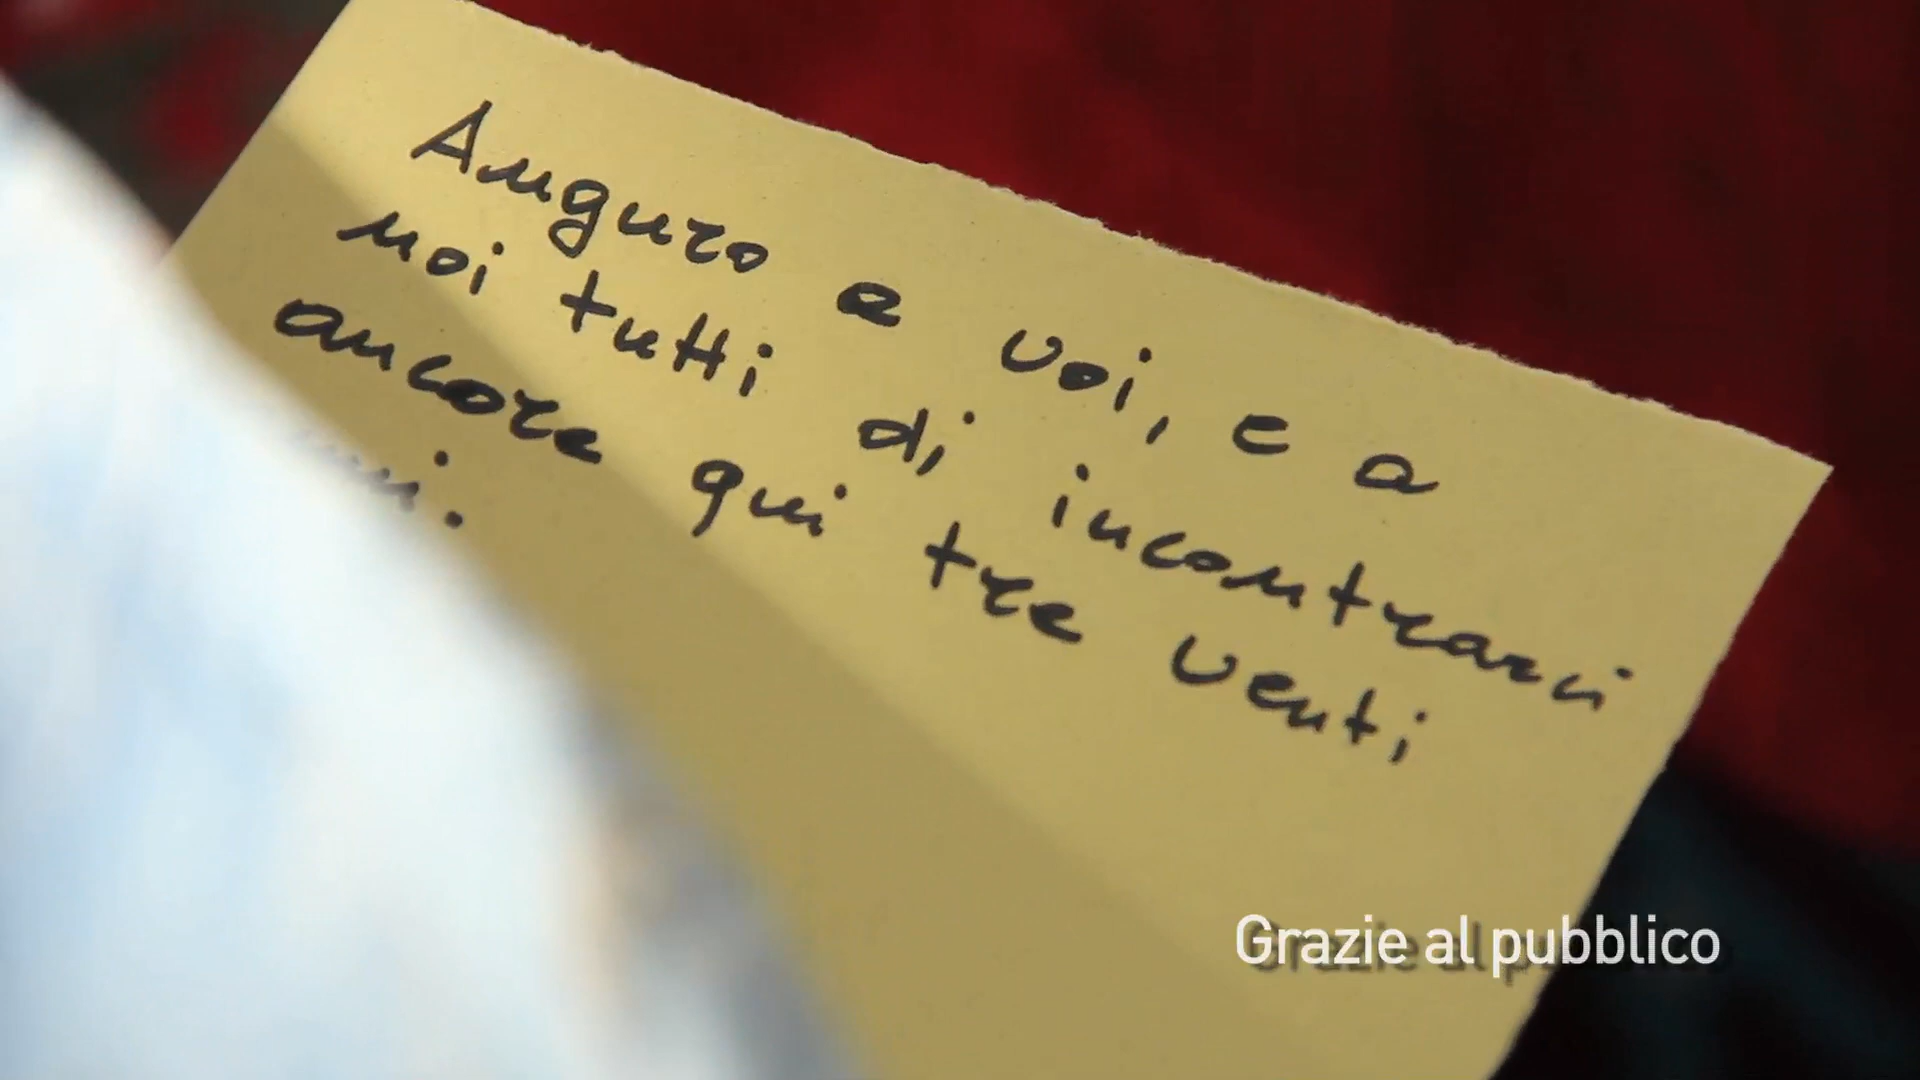 Auguro a voi, e a
noi tutti di incontrarci
ancora qui tre venti
Grazie al pubblico